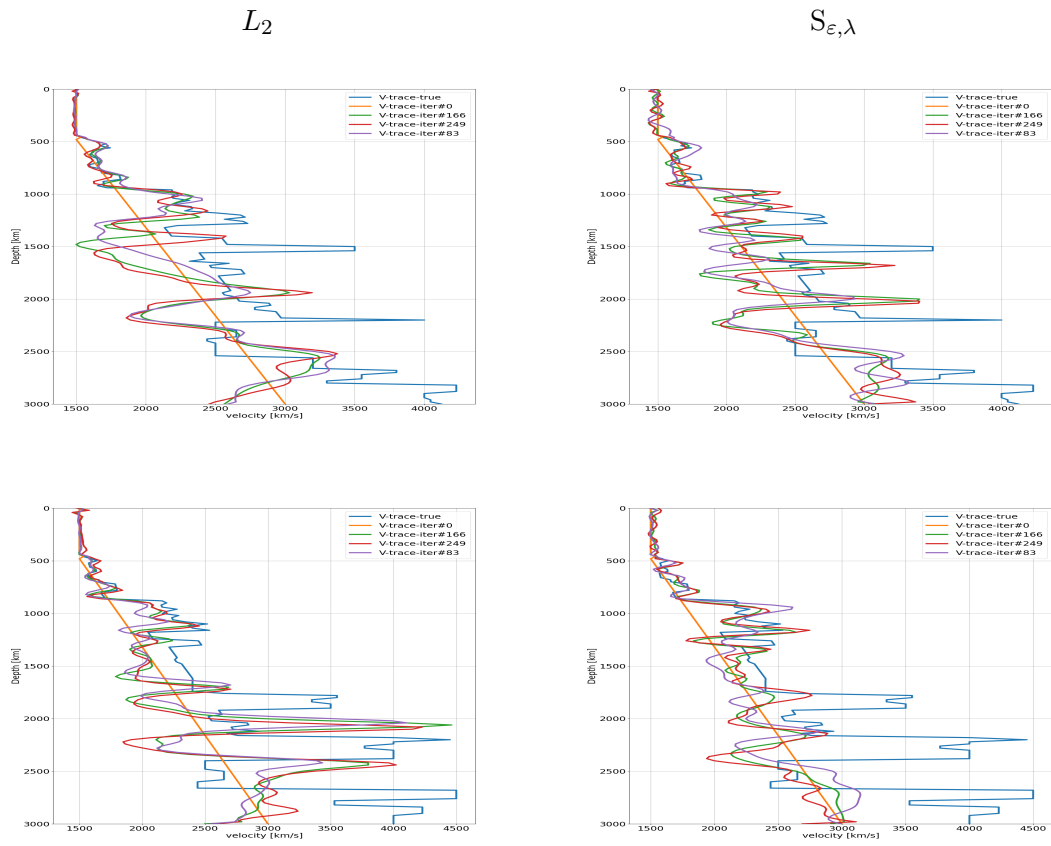 L₂
S_ε,λ
V-trace-true
V-trace-iter#0
V-trace-iter#166
V-trace-iter#249
V-trace-iter#83
0
500
1000
1500
2000
2500
3000
Depth [km]
1500 2000 2500 3000 3500 4000
velocity [km/s]
V-trace-true
V-trace-iter#0
V-trace-iter#166
V-trace-iter#249
V-trace-iter#83
0
500
1000
1500
2000
2500
3000
Depth [km]
1500 2000 2500 3000 3500 4000
velocity [km/s]
V-trace-true
V-trace-iter#0
V-trace-iter#166
V-trace-iter#249
V-trace-iter#83
0
500
1000
1500
2000
2500
3000
Depth [km]
1500 2000 2500 3000 3500 4000 4500
velocity [km/s]
V-trace-true
V-trace-iter#0
V-trace-iter#166
V-trace-iter#249
V-trace-iter#83
0
500
1000
1500
2000
2500
3000
Depth [km]
1500 2000 2500 3000 3500 4000 4500
velocity [km/s]